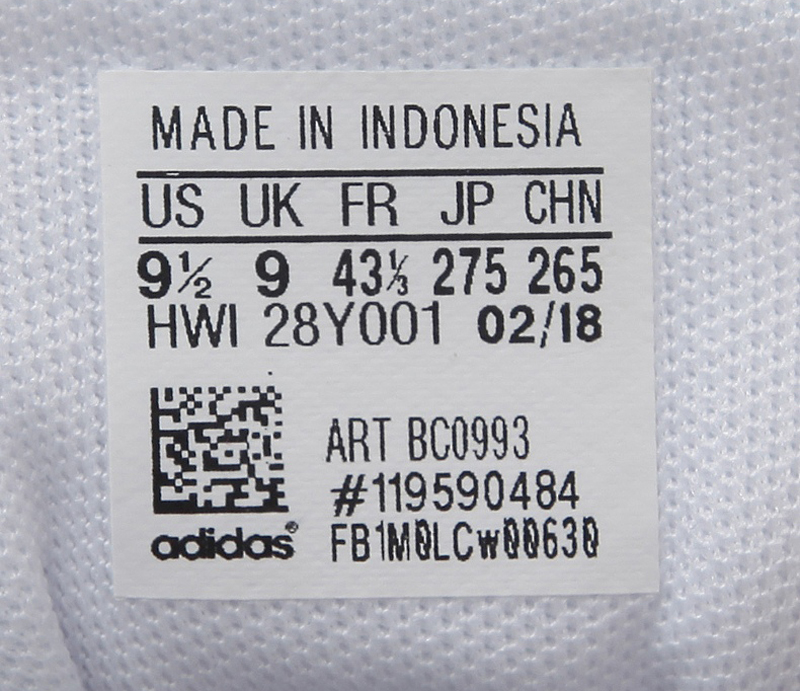 MADE IN INDONESIA
US UK FR JP CHN
9½ 9 43⅓ 275 265
HWI 28Y001 02/18
ART BC0993
#119590484
adidas® FB1M0LCw00630